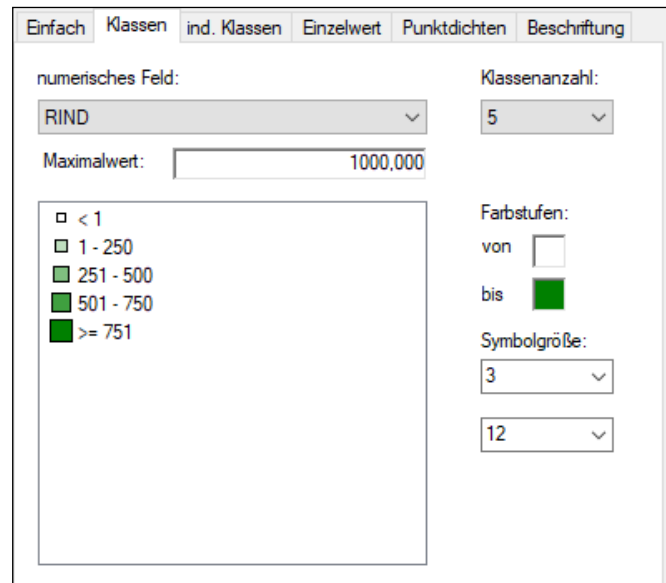 Einfach Klassen ind. Klassen Einzelwert Punktdichten Beschriftung
numerisches Feld: Klassenanzahl:
RIND 5
Maximalwert: 1000,000
< 1
1 - 250
251 - 500
501 - 750
>= 751
Farbstufen:
von
bis
Symbolgröße:
3
12